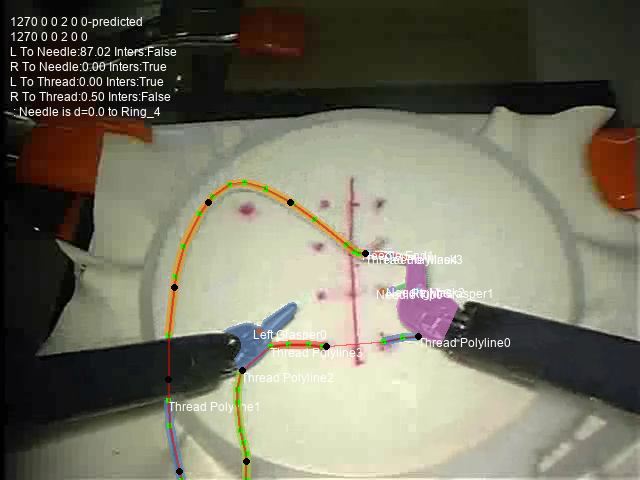 1270 0 0 2 0 0-predicted
1270 0 0 2 0 0
L To Needle:87.02 Inters:False
R To Needle:0.00 Inters:True
L To Thread:0.00 Inters:True
R To Thread:0.50 Inters:False
: Needle is d=0.0 to Ring_4
Left Grasper0
Thread Polyline0
Thread Polyline3
Thread Polyline2
Thread Polyline1